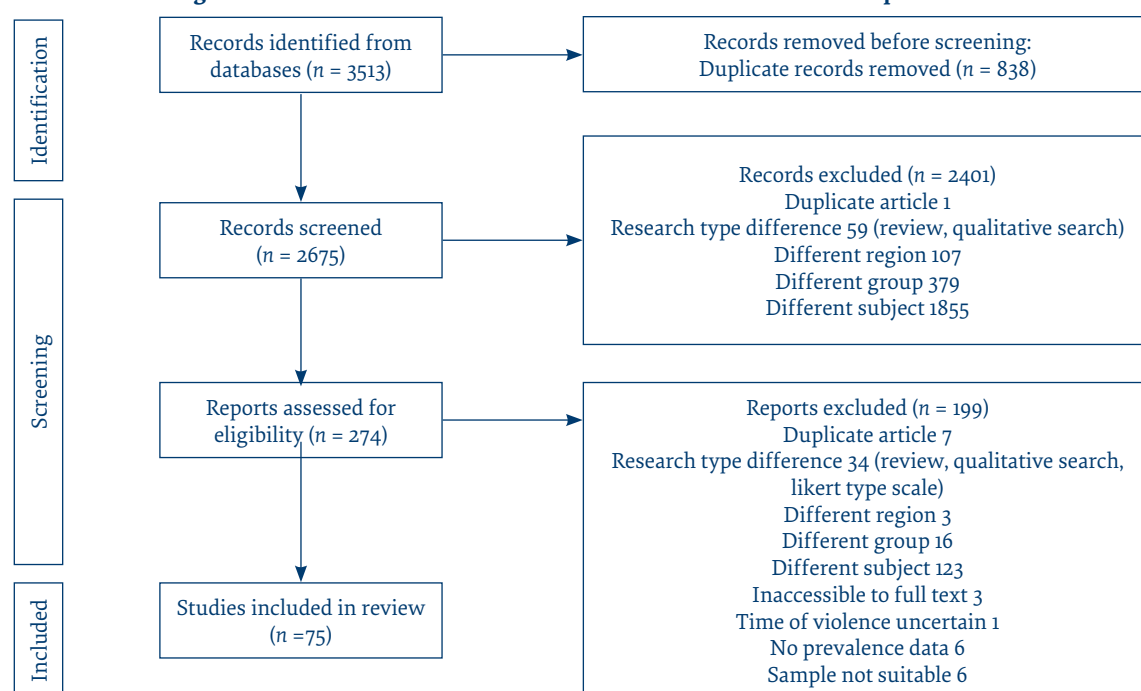 Identification
Records identified from
databases (n = 3513)
Records removed before screening:
Duplicate records removed (n = 838)
Screening
Records screened
(n = 2675)
Records excluded (n = 2401)
Duplicate article 1
Research type difference 59 (review, qualitative search)
Different region 107
Different group 379
Different subject 1855
Reports assessed for
eligibility (n = 274)
Reports excluded (n = 199)
Duplicate article 7
Research type difference 34 (review, qualitative search,
likert type scale)
Different region 3
Different group 16
Different subject 123
Inaccessible to full text 3
Time of violence uncertain 1
No prevalence data 6
Sample not suitable 6
Included
Studies included in review
(n =75)